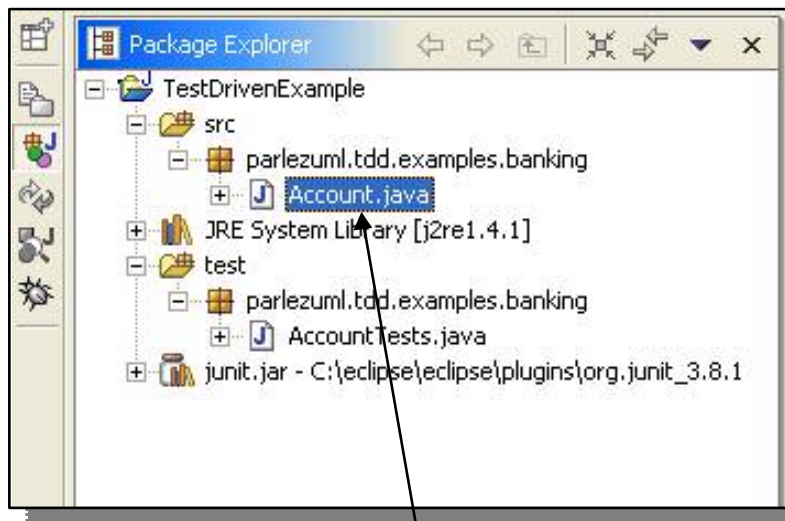 Package Explorer
TestDrivenExample
src
parlezuml.tdd.examples.banking
Account.java
JRE System Library [j2re1.4.1]
test
parlezuml.tdd.examples.banking
AccountTests.java
junit.jar - C:\eclipse\eclipse\plugins\org.junit_3.8.1